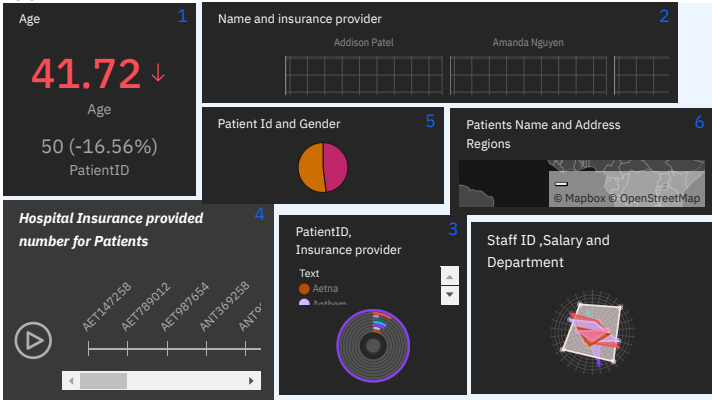 Age
1
41.72 ↓
Age
50 (-16.56%)
PatientID
Name and insurance provider
2
Addison Patel
Amanda Nguyen
Patient Id and Gender
5
Patients Name and Address
Regions
6
© Mapbox © OpenStreetMap
Hospital Insurance provided
number for Patients
4
AET147258
AET789012
AET987654
ANT369258
PatientID,
Insurance provider
3
Text
Aetna
Anthem
Staff ID ,Salary and
Department